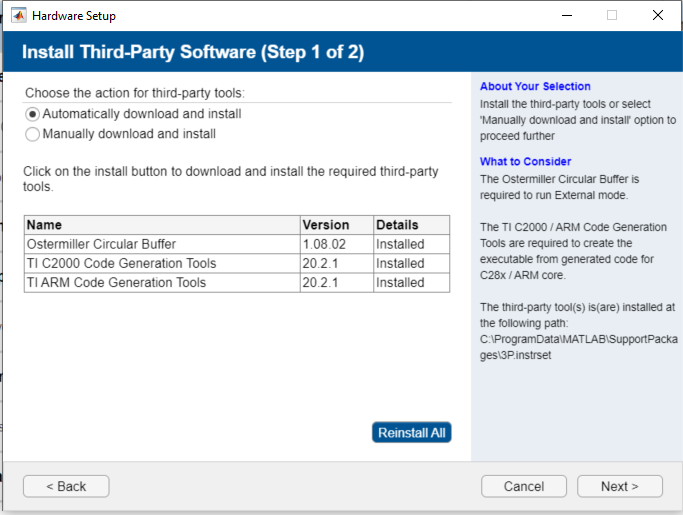 Hardware Setup
Install Third-Party Software (Step 1 of 2)
Choose the action for third-party tools:
Automatically download and install
Manually download and install
Click on the install button to download and install the required third-party
tools.
Name Version Details
Ostermiller Circular Buffer 1.08.02 Installed
TI C2000 Code Generation Tools 20.2.1 Installed
TI ARM Code Generation Tools 20.2.1 Installed
Reinstall All
About Your Selection
Install the third-party tools or select
'Manually download and install' option to
proceed further
What to Consider
The Ostermiller Circular Buffer is
required to run External mode.
The TI C2000 / ARM Code Generation
Tools are required to create the
executable from generated code for
C28x / ARM core.
The third-party tool(s) is(are) installed at
the following path:
C:\ProgramData\MATLAB\SupportPacka
ges\3P.instrset
< Back
Cancel
Next >